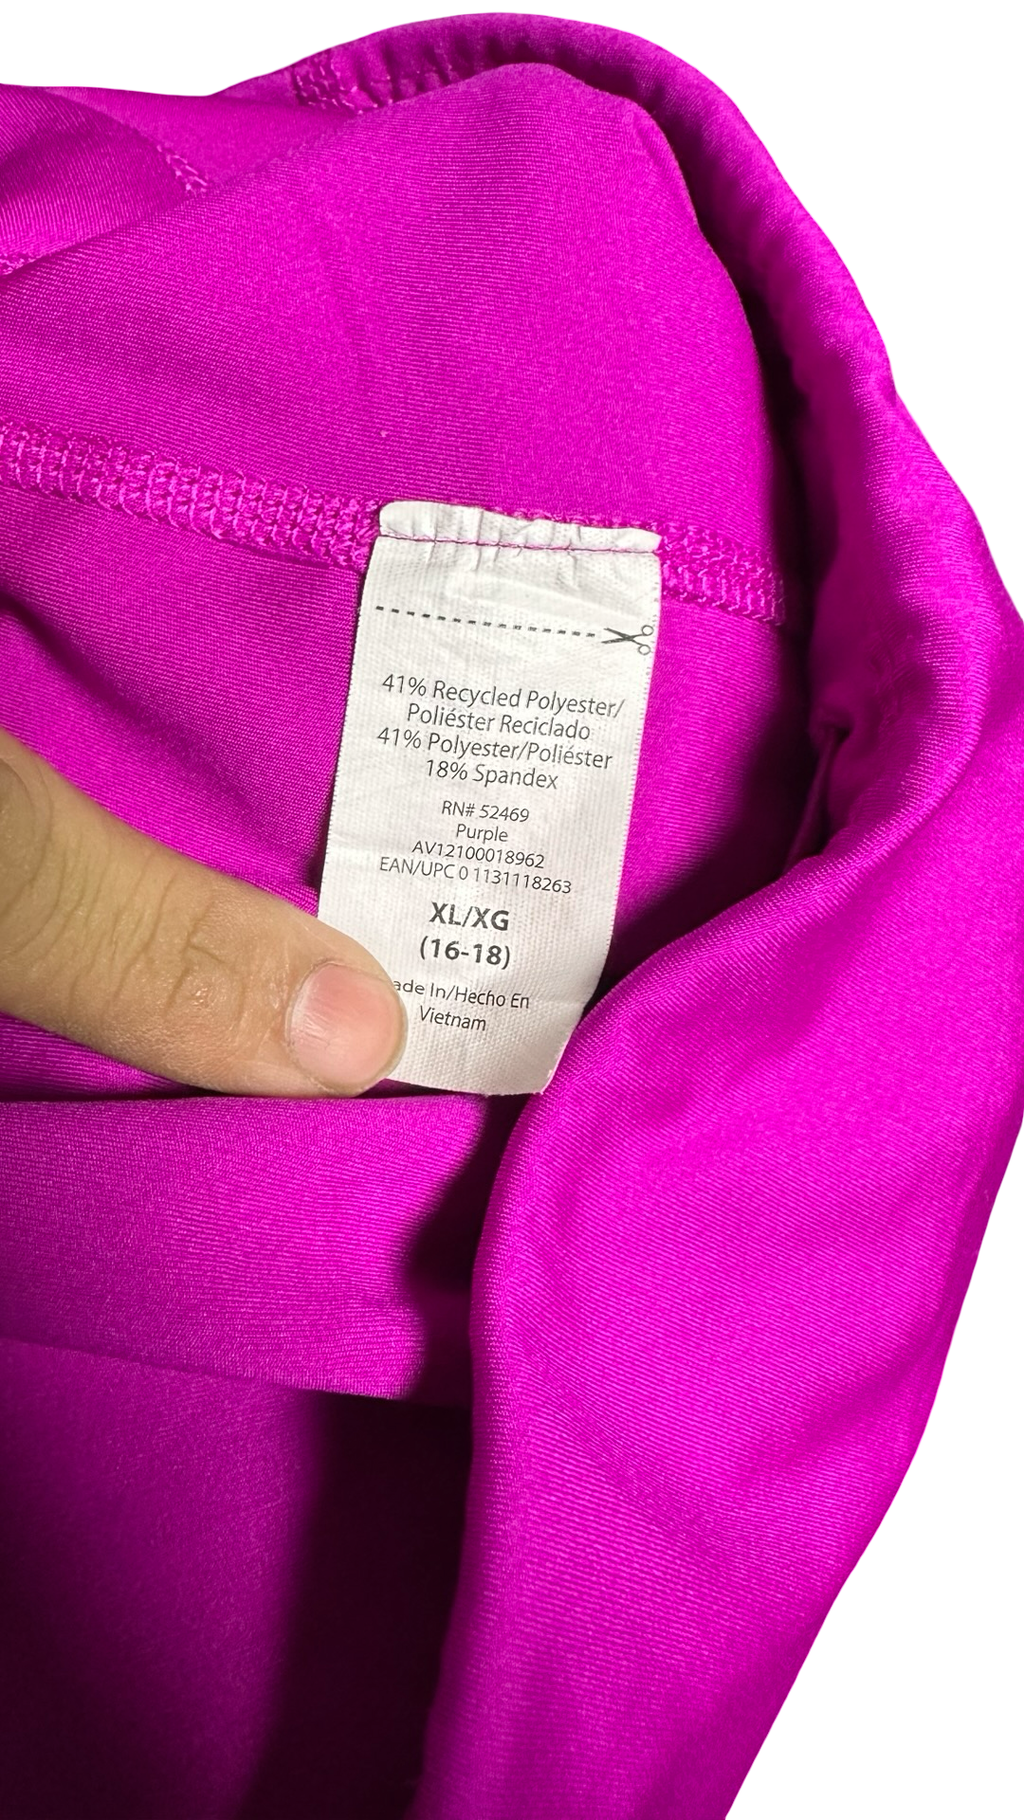 41% Recycled Polyester/
Poliéster Reciclado
41% Polyester/Poliéster
18% Spandex
RN# 52469
Purple
AV12100018962
EAN/UPC 0 1131118263
XL/XG
(16-18)
ade In/Hecho En
Vietnam